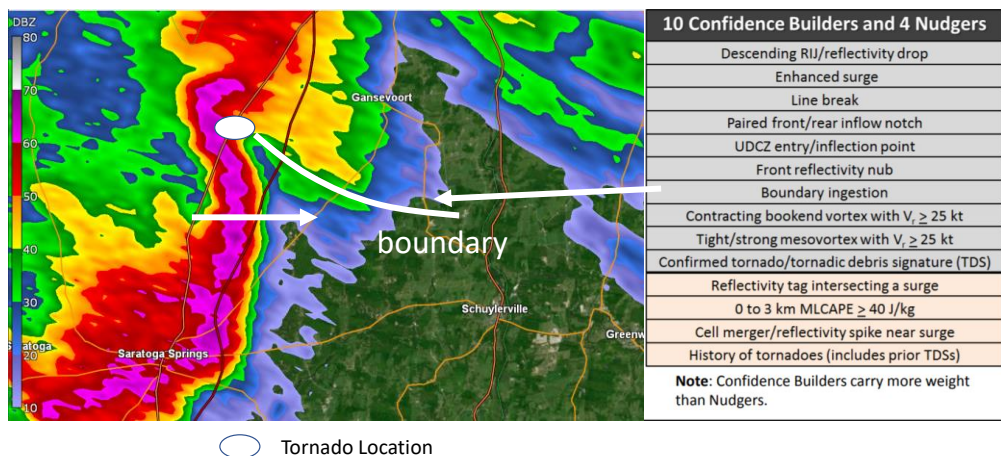 DBZ
80
70
60
50
40
30
20
10
Gansevoort
boundary
Schuylerville
Greenw
Saratoga Springs
Tornado Location
10 Confidence Builders and 4 Nudgers
Descending RIJ/reflectivity drop
Enhanced surge
Line break
Paired front/rear inflow notch
UDCZ entry/inflection point
Front reflectivity nub
Boundary ingestion
Contracting bookend vortex with Vr ≥ 25 kt
Tight/strong mesovortex with Vr ≥ 25 kt
Confirmed tornado/tornadic debris signature (TDS)
Reflectivity tag intersecting a surge
0 to 3 km MLCAPE ≥ 40 J/kg
Cell merger/reflectivity spike near surge
History of tornadoes (includes prior TDSs)
Note: Confidence Builders carry more weight
than Nudgers.